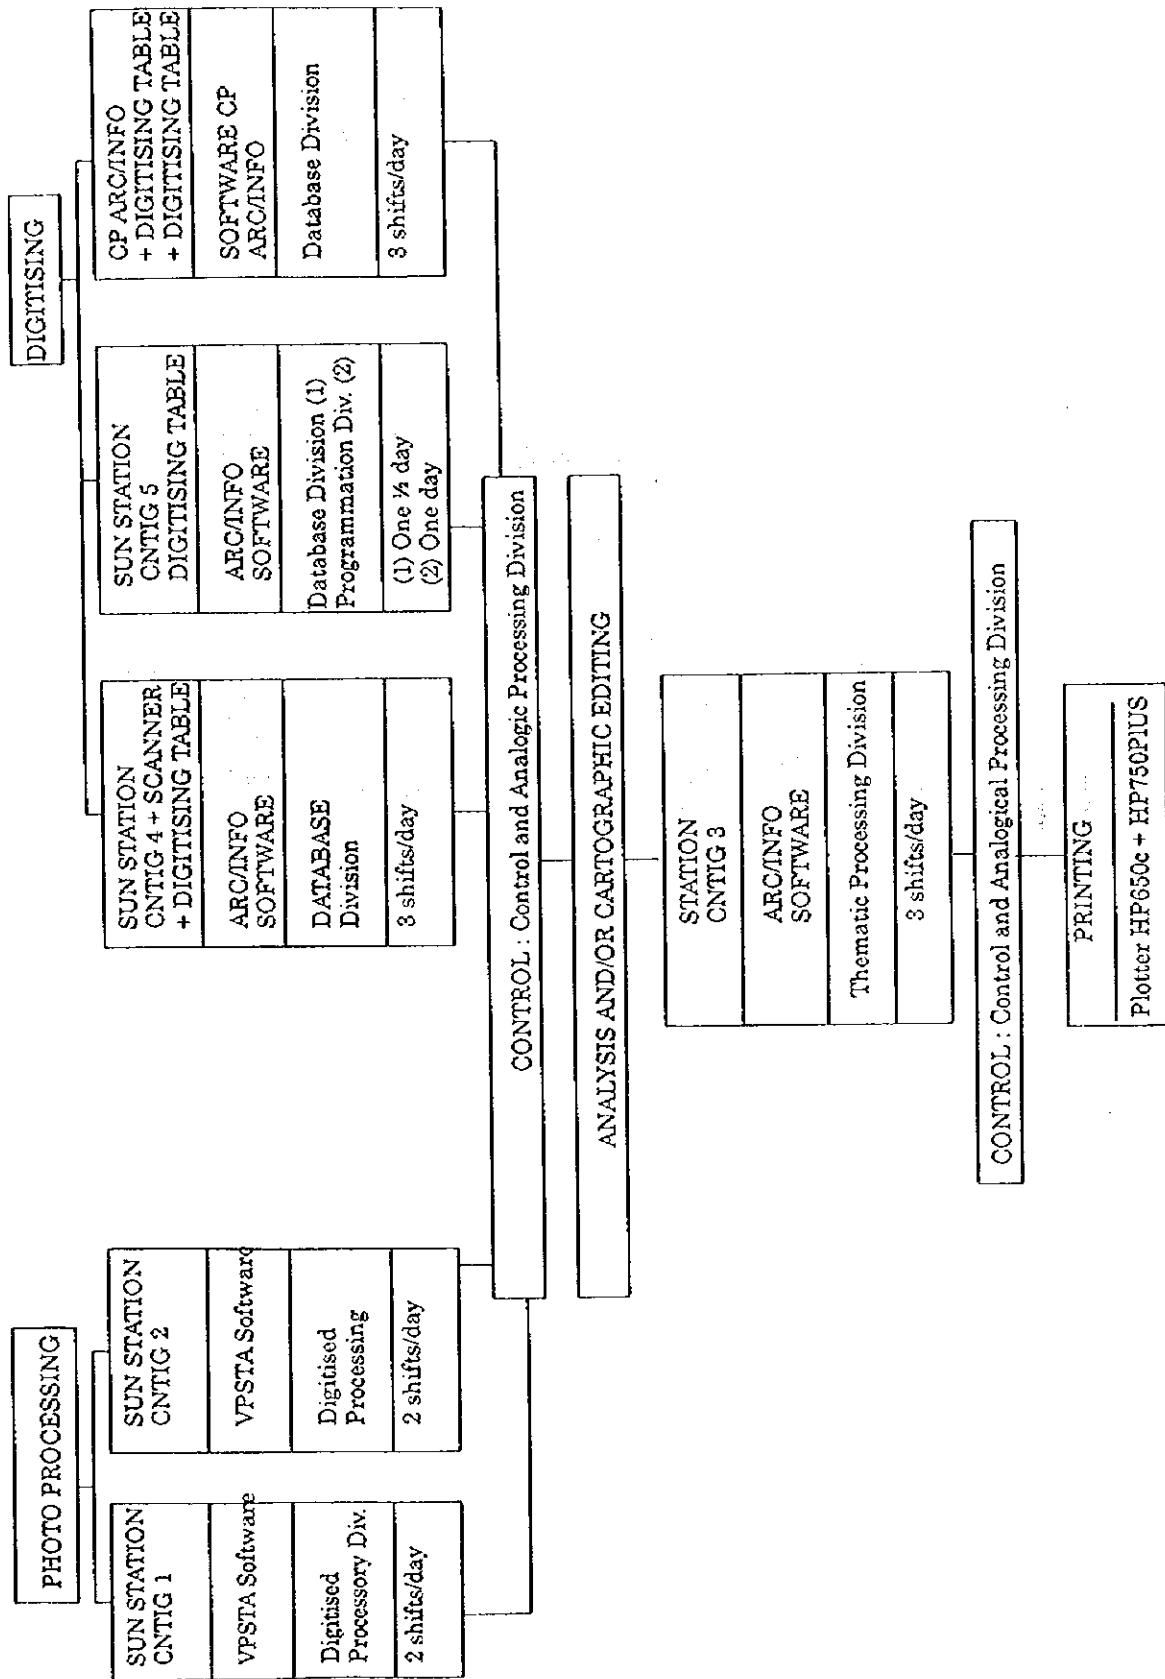 PHOTO PROCESSING
SUN STATION
CNTIG 1
VPSTA Software
Digitised
Processory Div.
2 shifts/day
SUN STATION
CNTIG 2
VPSTA Software
Digitised
Processing
2 shifts/day
DIGITISING
SUN STATION
CNTIG 4 + SCANNER
+ DIGITISING TABLE
ARC/INFO
SOFTWARE
DATABASE
Division
3 shifts/day
SUN STATION
CNTIG 5
DIGITISING TABLE
ARC/INFO
SOFTWARE
Database Division (1)
Programmation Div. (2)
(1) One ½ day
(2) One day
CP ARC/INFO
+ DIGITISING TABLE
+ DIGITISING TABLE
SOFTWARE CP
ARC/INFO
Database Division
3 shifts/day
CONTROL : Control and Analogic Processing Division
ANALYSIS AND/OR CARTOGRAPHIC EDITING
STATION
CNTIG 3
ARC/INFO
SOFTWARE
Thematic Processing Division
3 shifts/day
CONTROL : Control and Analogical Processing Division
PRINTING
Plotter HP650c + HP750PlUS